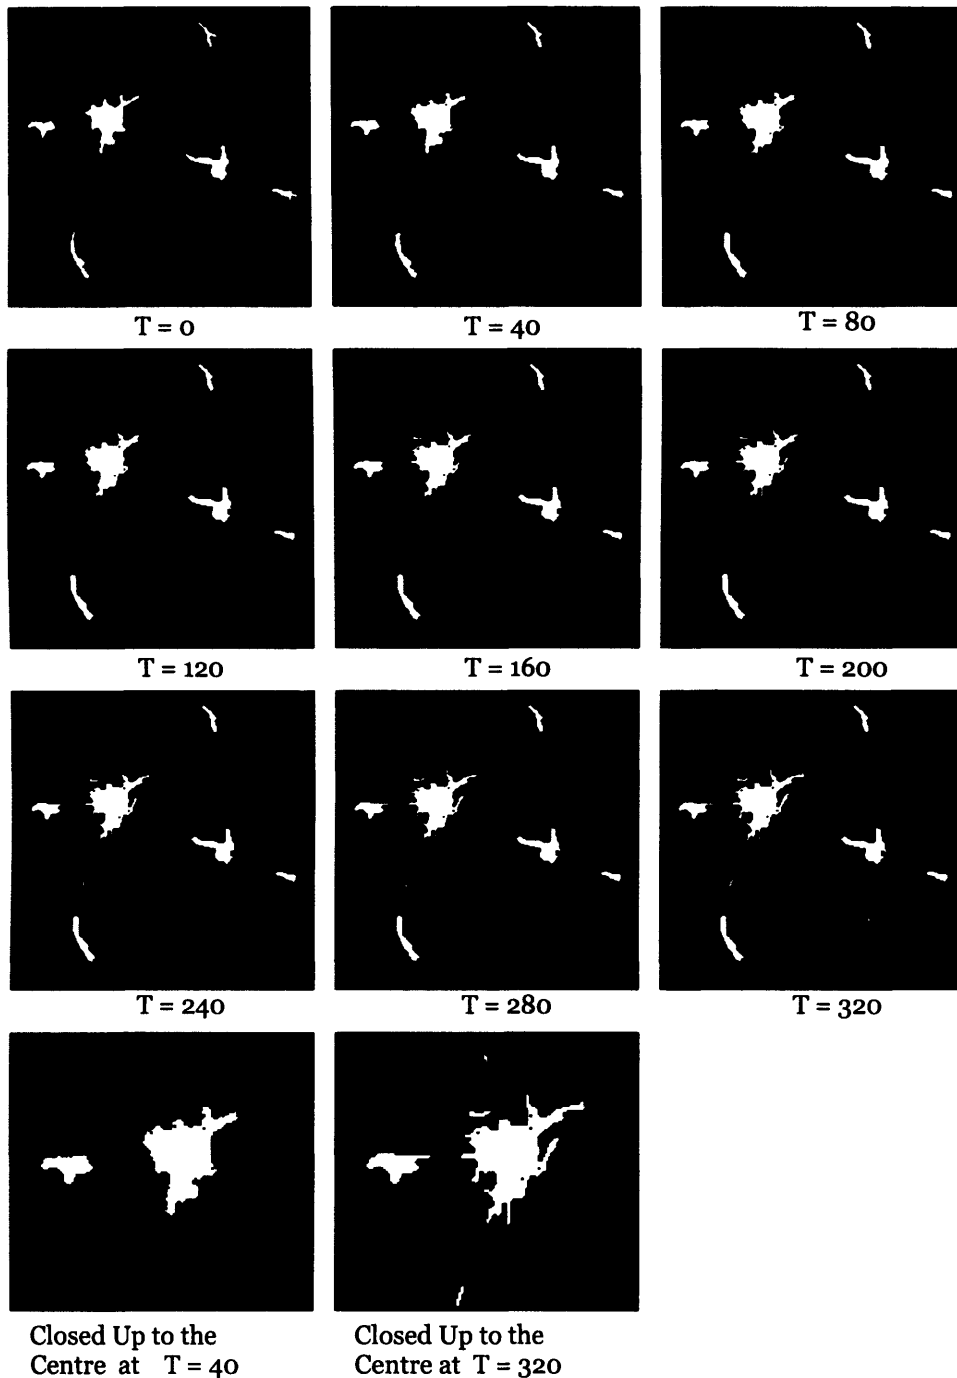 T = 0
T = 40
T = 80
T = 120
T = 160
T = 200
T = 240
T = 280
T = 320
Closed Up to the
Centre at T = 40
Closed Up to the
Centre at T = 320